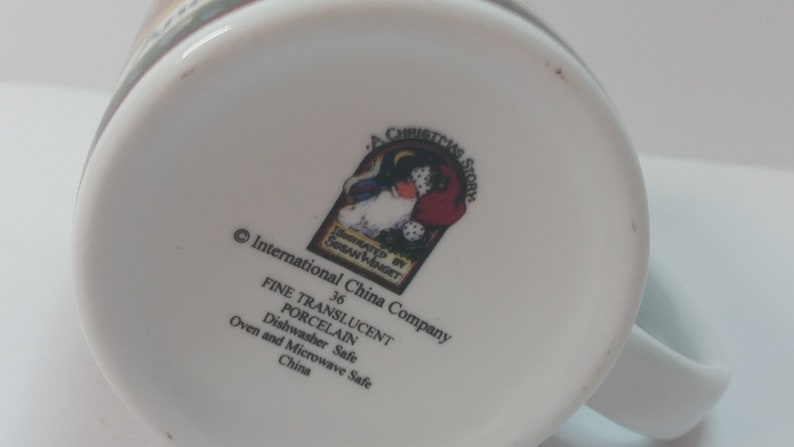 A CHRISTMAS STORY
ILLUSTRATED BY
SUSAN WINGET
© International China Company
36
FINE TRANSLUCENT
PORCELAIN
Dishwasher Safe
Oven and Microwave Safe
China